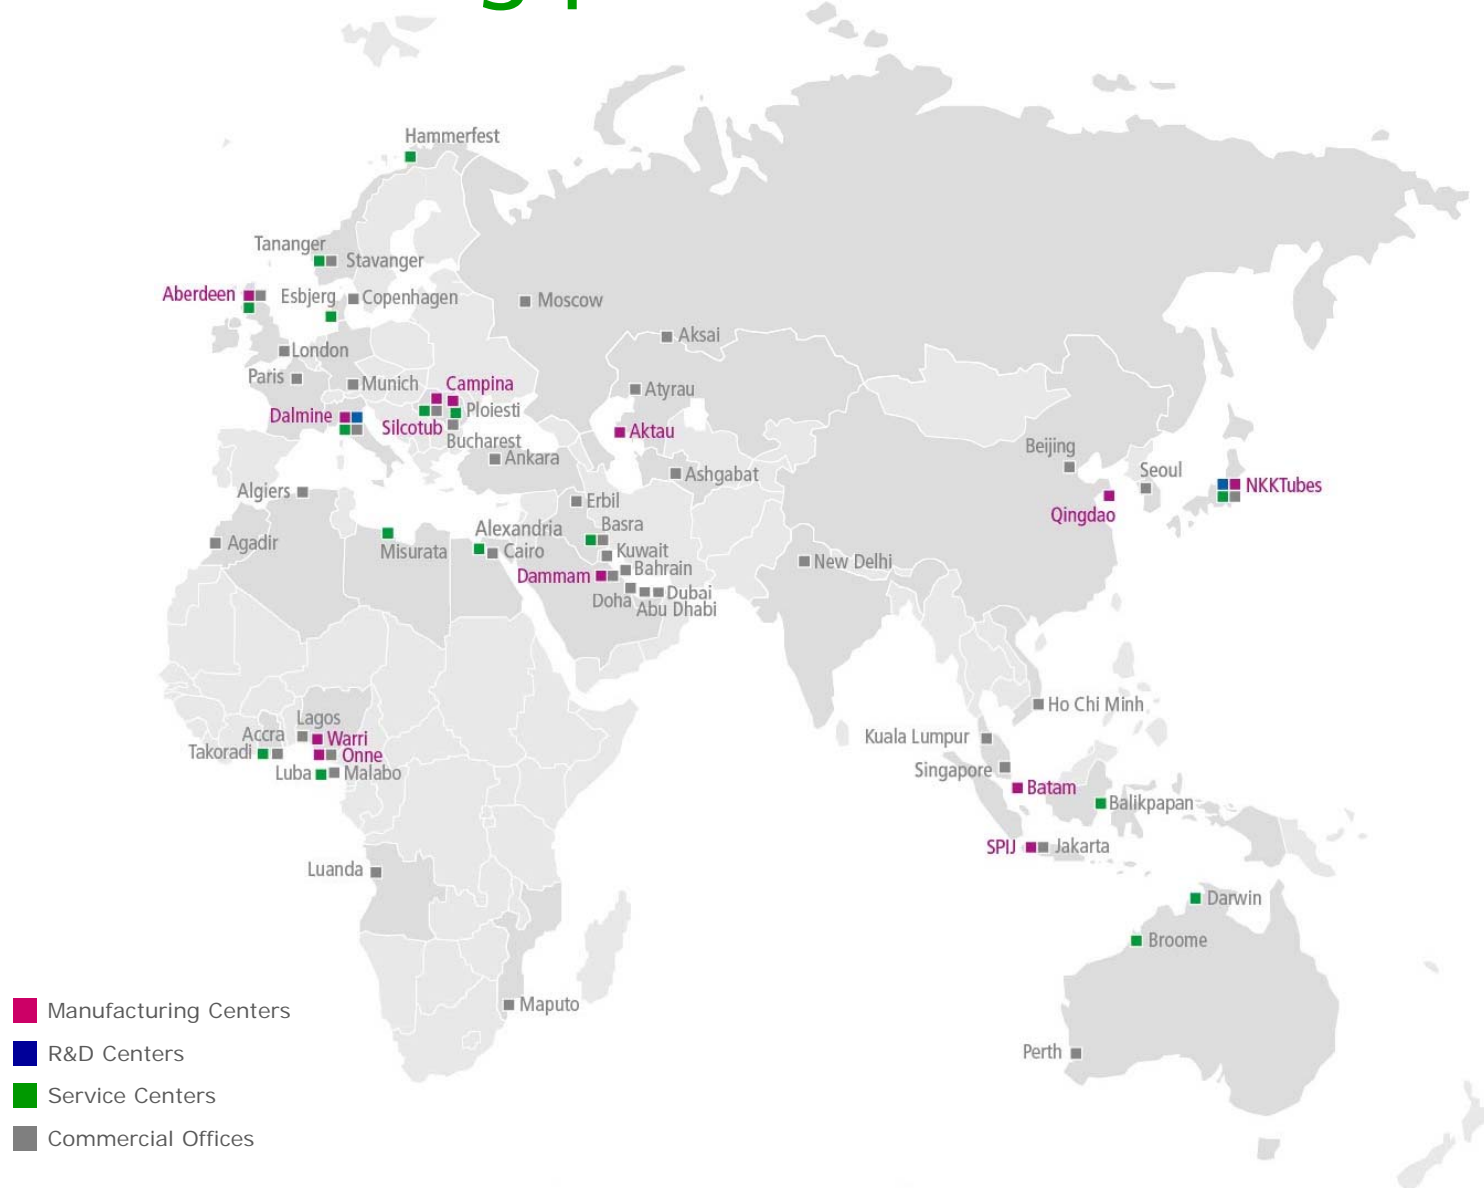 Hammerfest
Tananger
Stavanger
Aberdeen
Esbjerg
Copenhagen
Moscow
Aksai
London
Paris
Munich
Campina
Atyrau
Dalmine
Ploiesti
Silcotub
Aktau
Bucharest
Ankara
Ashgabat
Beijing
Seoul
NKKTubes
Qingdao
Algiers
Erbil
Agadir
Misurata
Alexandria
Cairo
Basra
Kuwait
Bahrain
Dammam
Doha
Dubai
Abu Dhabi
New Delhi
Ho Chi Minh
Lagos
Accra
Warri
Takoradi
Onne
Luba
Malabo
Kuala Lumpur
Singapore
Batam
Balikpapan
SPIJ
Jakarta
Luanda
Darwin
Broome
Maputo
Perth
Manufacturing Centers
R&D Centers
Service Centers
Commercial Offices